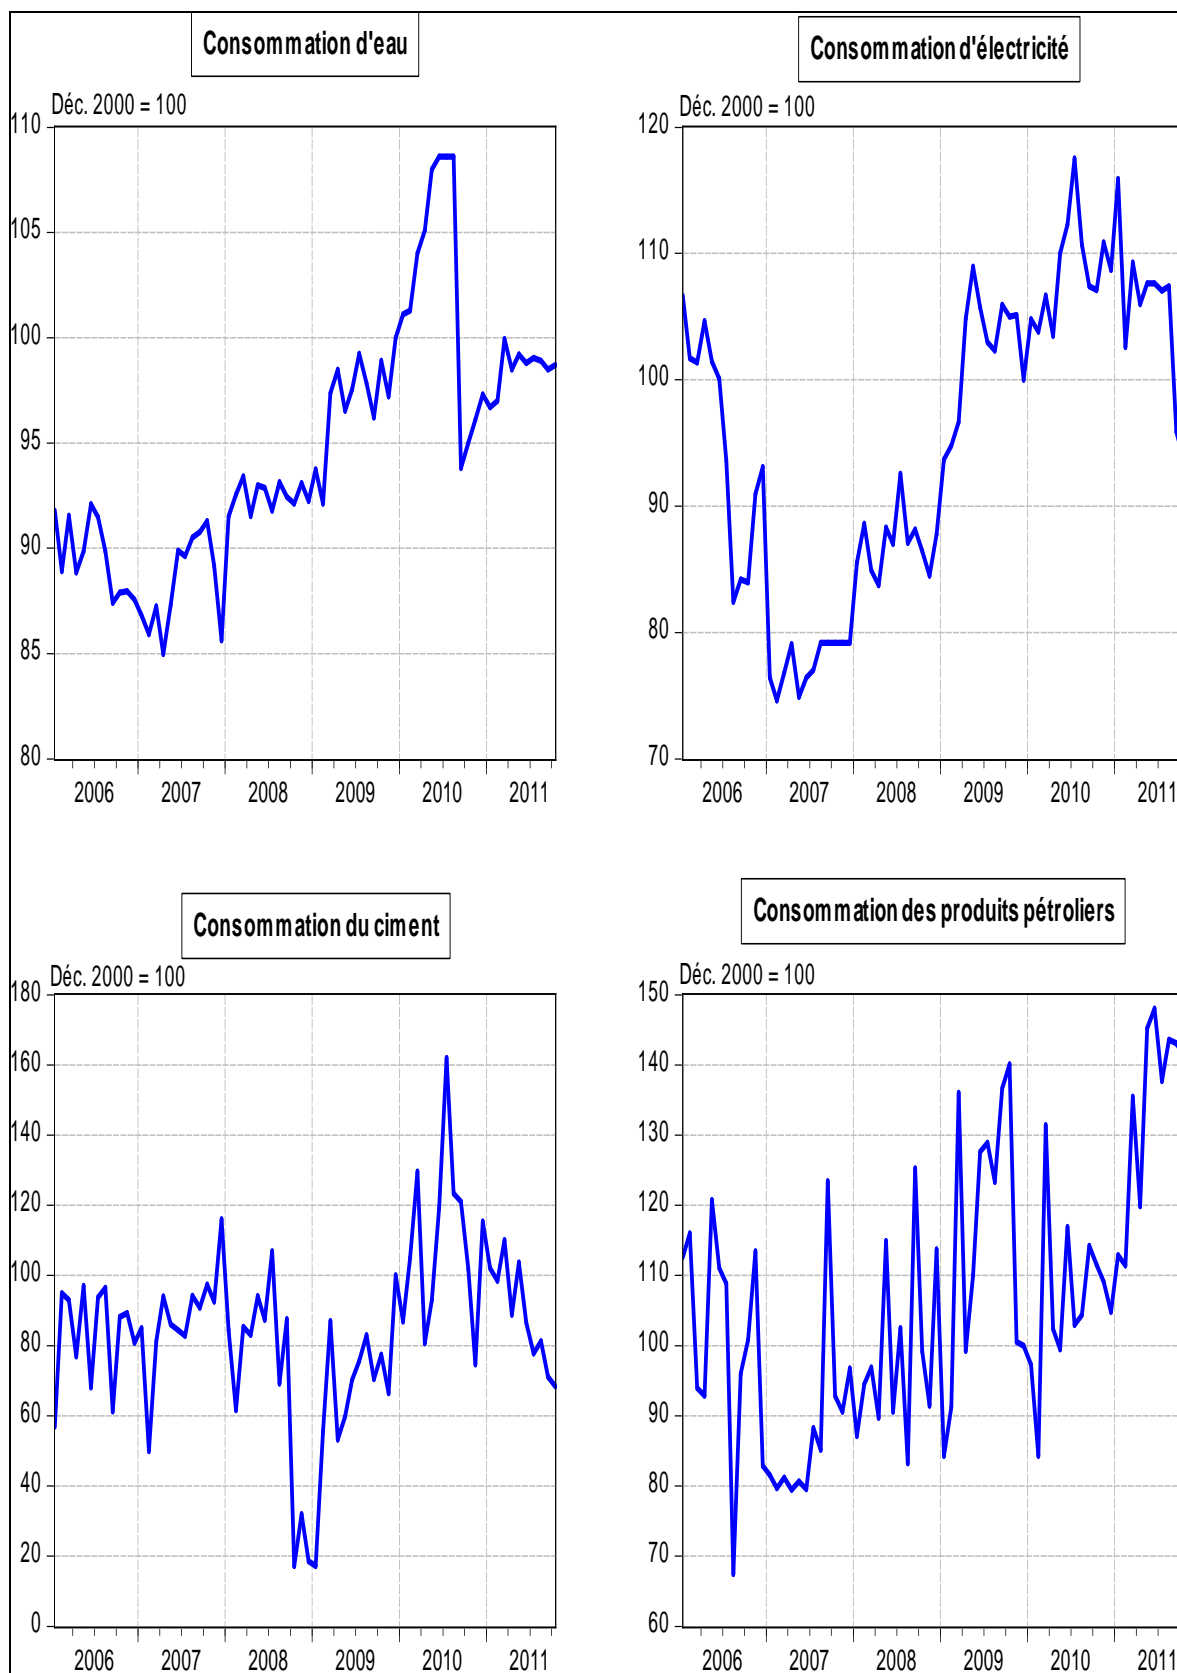 Consommation d'eau
Déc. 2000 = 100
110
105
100
95
90
85
80
2006 2007 2008 2009 2010 2011
Consommation d'électricité
Déc. 2000 = 100
120
110
100
90
80
70
2006 2007 2008 2009 2010 2011
Consommation du ciment
Déc. 2000 = 100
180
160
140
120
100
80
60
40
20
0
2006 2007 2008 2009 2010 2011
Consommation des produits pétroliers
Déc. 2000 = 100
150
140
130
120
110
100
90
80
70
60
2006 2007 2008 2009 2010 2011